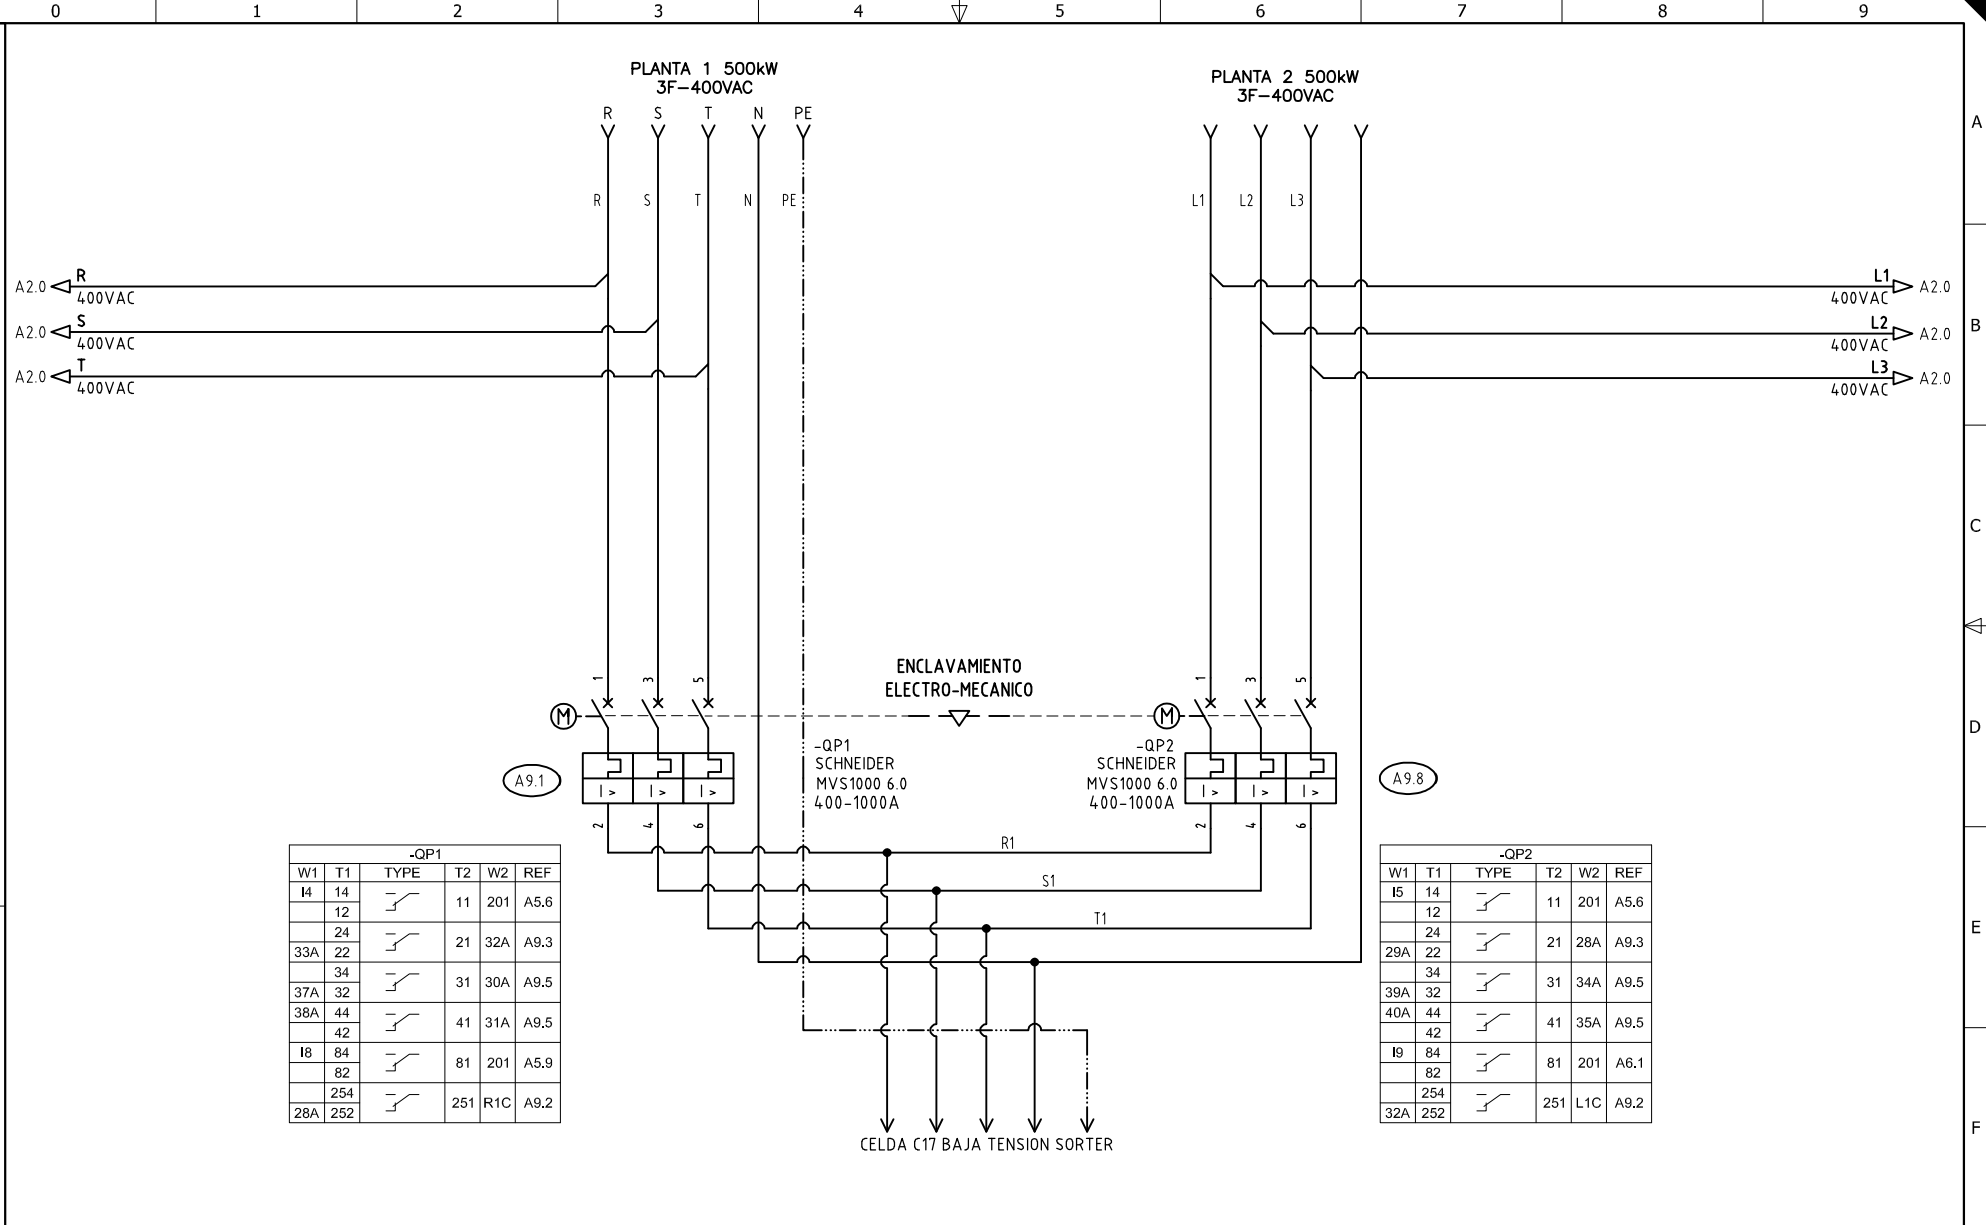 0 1 2 3 4 5 6 7 8 9
PLANTA 1 500kW
3F-400VAC
R S T N PE
R S T N PE
PLANTA 2 500kW
3F-400VAC
L1 L2 L3
A
B
C
D
E
F
A2.0 R
400VAC
A2.0 S
400VAC
A2.0 T
400VAC
L1 A2.0
400VAC
L2 A2.0
400VAC
L3 A2.0
400VAC
ENCLAVAMIENTO
ELECTRO-MECANICO
1 3 5
M
1 3 5
M
-QP1
SCHNEIDER
MVS1000 6.0
400-1000A
-QP2
SCHNEIDER
MVS1000 6.0
400-1000A
A9.1
I > I > I >
I > I > I >
A9.8
2 4 6
2 4 6
R1
S1
T1
-QP1
W1 T1 TYPE T2 W2 REF
I4 14 11 201 A5.6
12
24 21 32A A9.3
33A 22
34 31 30A A9.5
37A 32
38A 44 41 31A A9.5
42
I8 84 81 201 A5.9
82
254 251 R1C A9.2
28A 252
-QP2
W1 T1 TYPE T2 W2 REF
I5 14 11 201 A5.6
12
24 21 28A A9.3
29A 22
34 31 34A A9.5
39A 32
40A 44 41 35A A9.5
42
I9 84 81 201 A6.1
82
254 251 L1C A9.2
32A 252
CELDA C17 BAJA TENSION SORTER